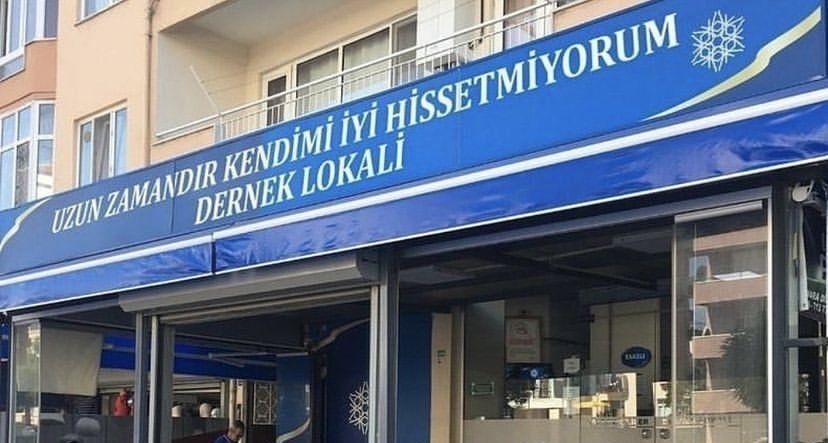 UZUN ZAMANDIR KENDİMİ İYİ HİSSETMİYORUM
DERNEK LOKALİ